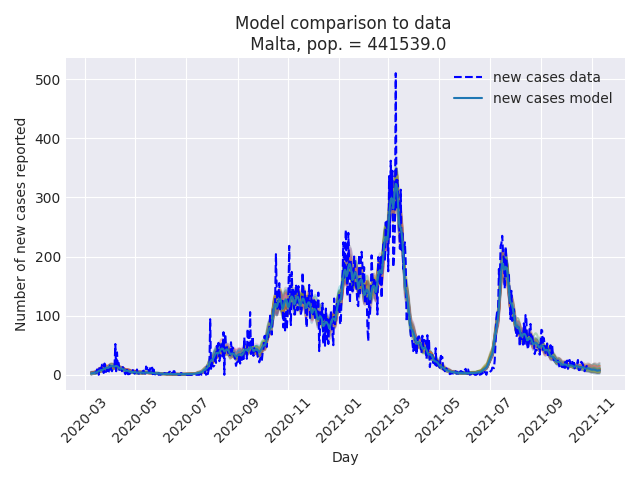 Model comparison to data
Malta, pop. = 441539.0
new cases data
new cases model
Number of new cases reported
500
400
300
200
100
0
2020-03
2020-05
2020-07
2020-09
2020-11
2021-01
2021-03
2021-05
2021-07
2021-09
2021-11
Day